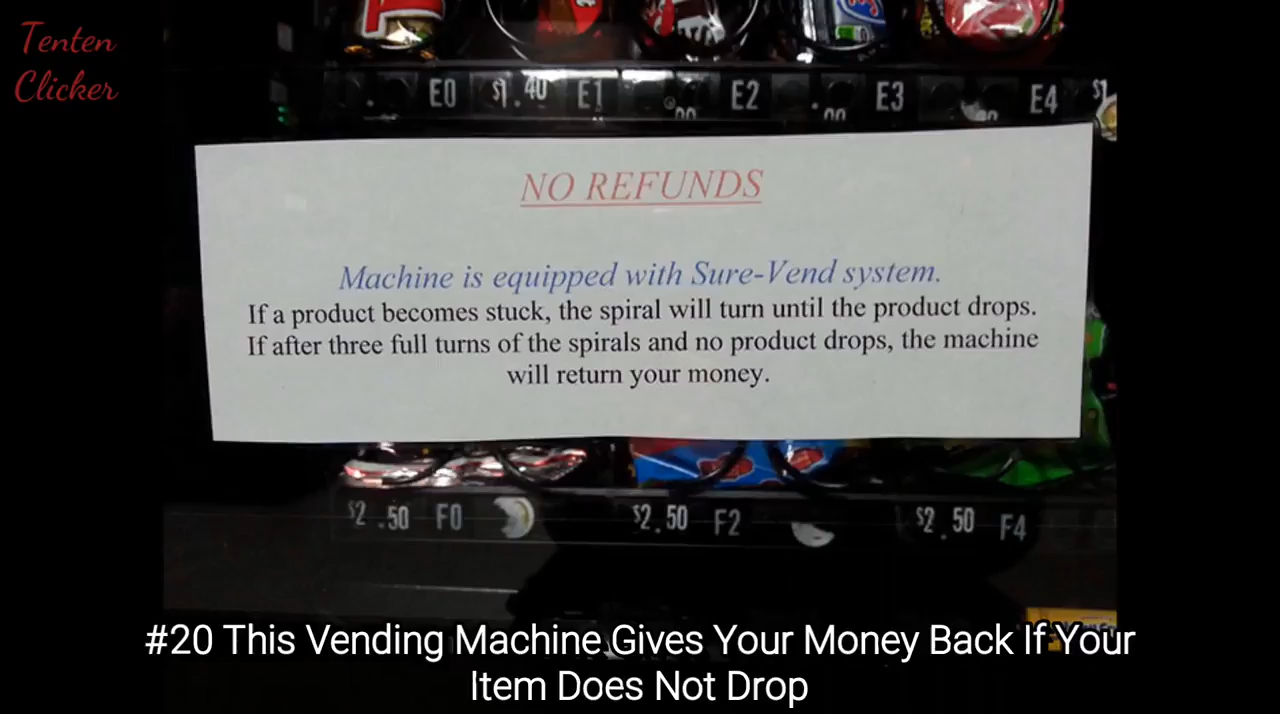 Tenten
Clicker
E0 $1.40 E1 E2 .00 E3 E4 $1
NO REFUNDS
Machine is equipped with Sure-Vend system.
If a product becomes stuck, the spiral will turn until the product drops.
If after three full turns of the spirals and no product drops, the machine
will return your money.
$2.50 F0 $2.50 F2 $2.50 F4
#20 This Vending Machine Gives Your Money Back If Your
Item Does Not Drop